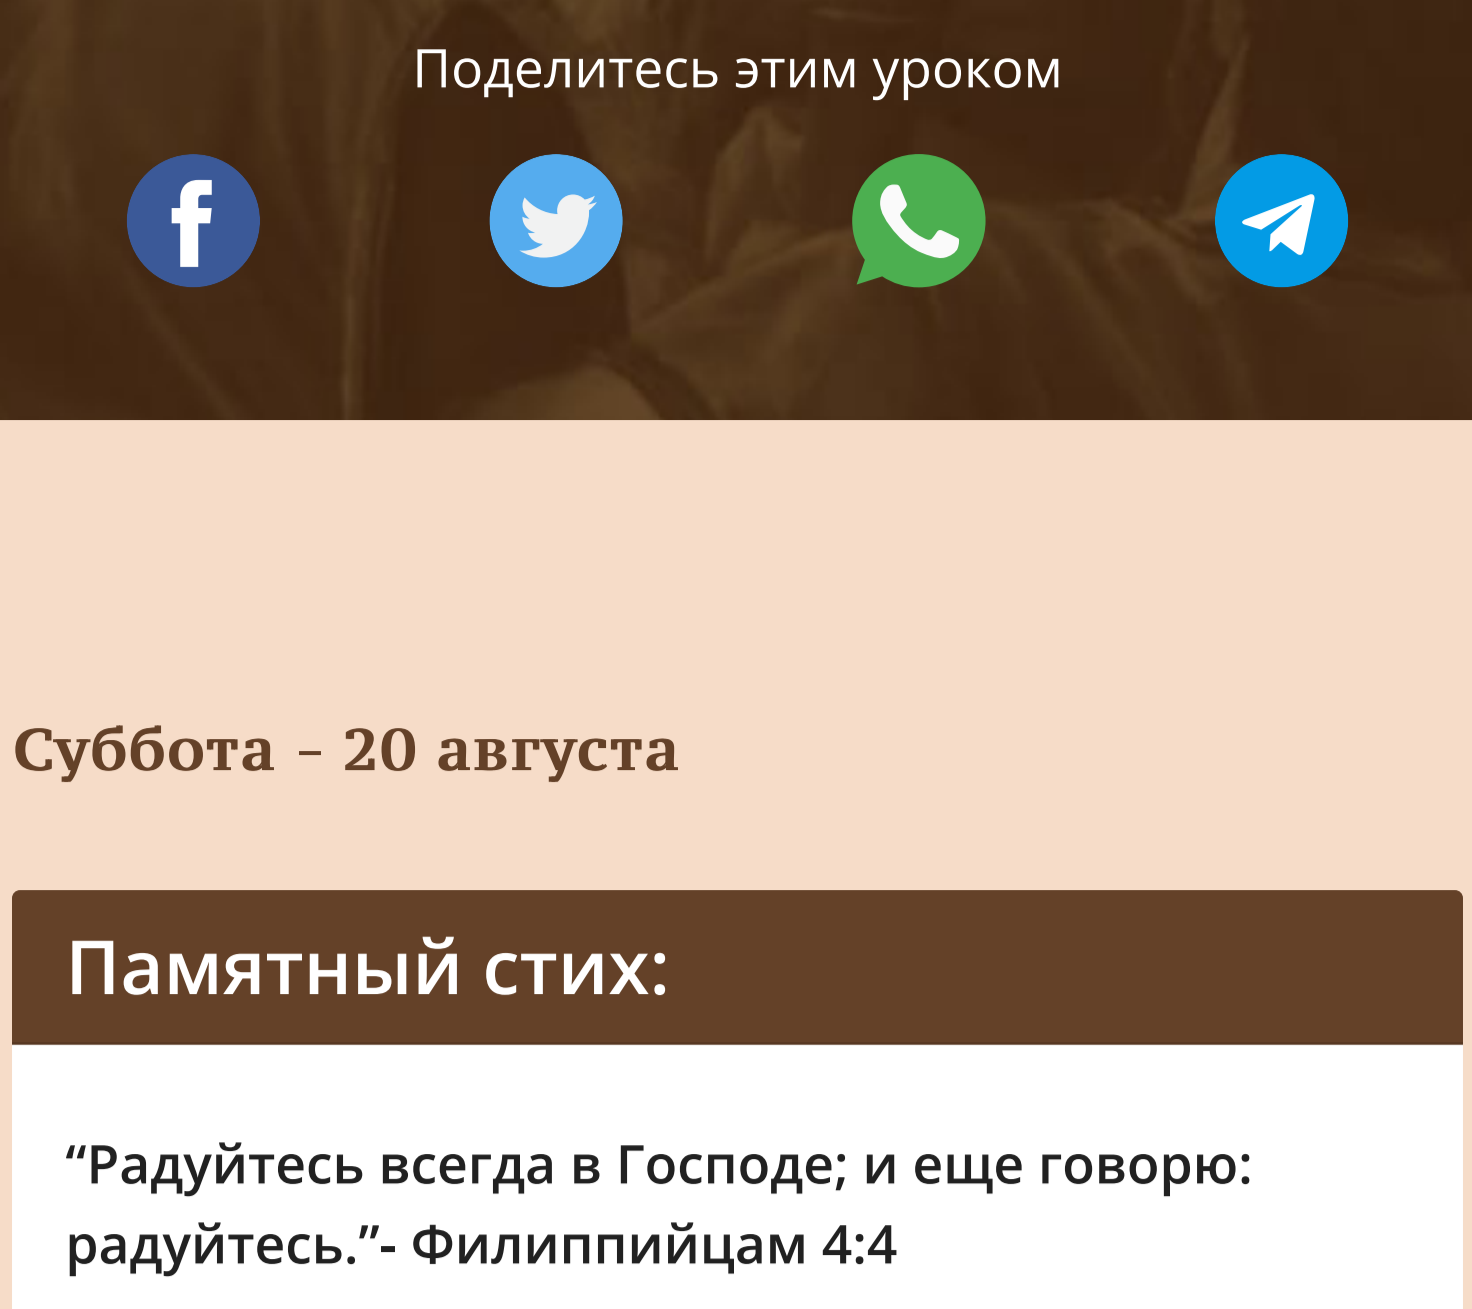 Поделитесь этим уроком
Суббота - 20 августа
Памятный стих:
“Радуйтесь всегда в Господе; и еще говорю:
радуйтесь.”- Филиппийцам 4:4